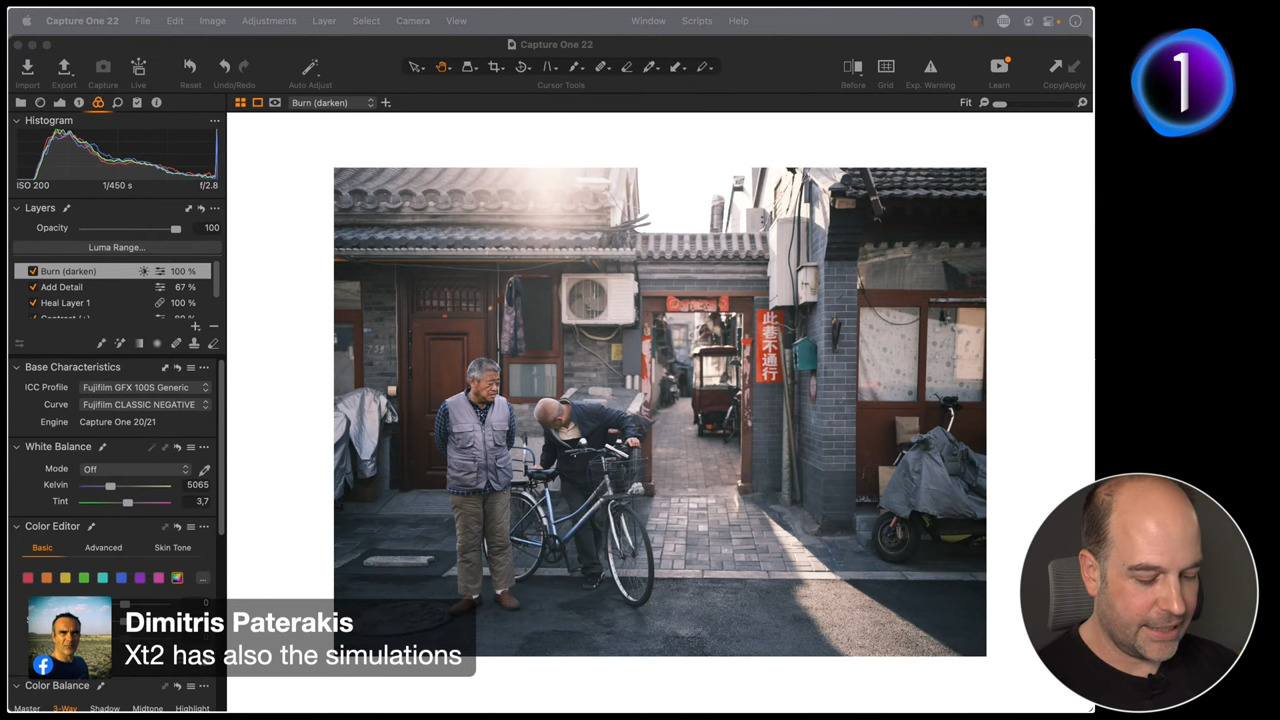 Capture One 22 File Edit Image Adjustments Layer Select Camera View Window Scripts Help
Capture One 22
Import Export Capture Live Reset Undo/Redo Auto Adjust Cursor Tools Before Grid Exp. Warning Learn Copy/Apply
Burn (darken) Fit
Histogram
ISO 200 1/450 s f/2.8
Layers
Opacity 100
Luma Range...
Burn (darken) 100 %
Add Detail 67 %
Heal Layer 1 100 %
Base Characteristics
ICC Profile Fujifilm GFX 100S Generic
Curve Fujifilm CLASSIC NEGATIVE
Engine Capture One 20/21
White Balance
Mode Off
Kelvin 5065
Tint 3,7
Color Editor
Basic Advanced Skin Tone
Dimitris Paterakis
Xt2 has also the simulations
Color Balance
Master 3-Way Shadow Midtone Highlight
此巷不通行
1